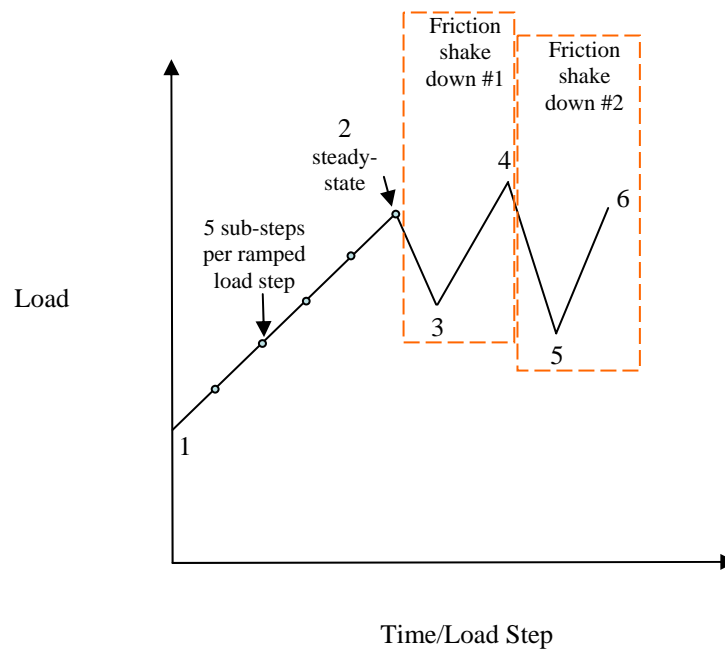 Friction
shake
down #1
Friction
shake
down #2
2
steady-
state
4
6
5 sub-steps
per ramped
load step
Load
3
5
1
Time/Load Step